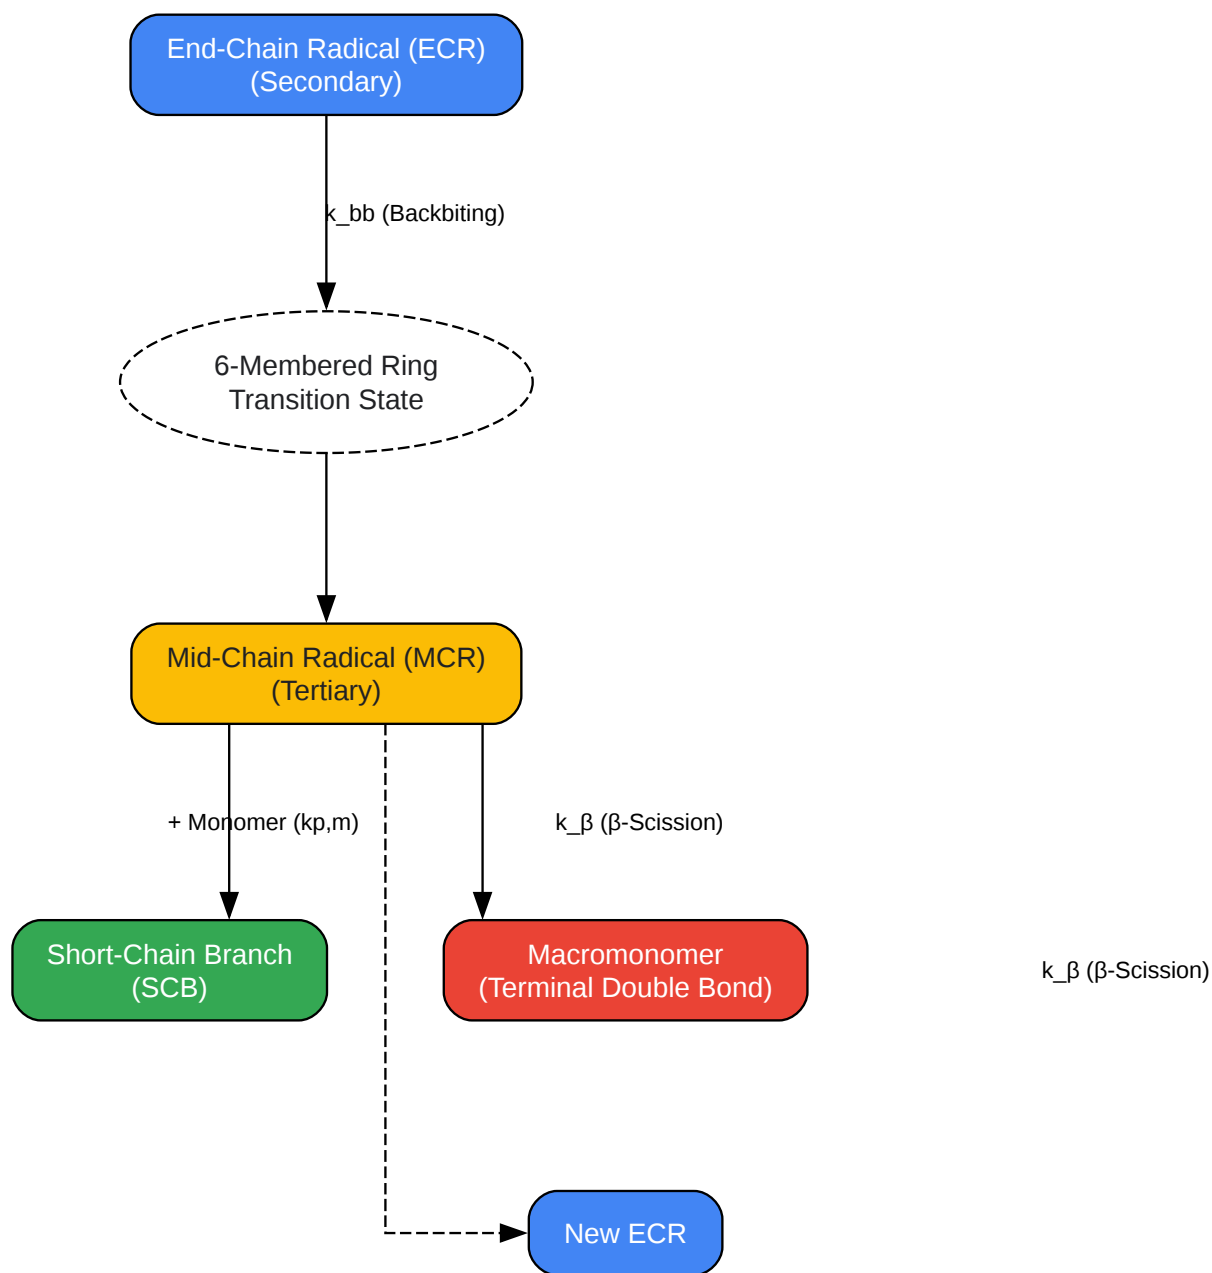 End-Chain Radical (ECR)
(Secondary)
k_bb (Backbiting)
6-Membered Ring
Transition State
Mid-Chain Radical (MCR)
(Tertiary)
+ Monomer (kp,m)
k_β (β-Scission)
Short-Chain Branch
(SCB)
Macromonomer
(Terminal Double Bond)
k_β (β-Scission)
New ECR